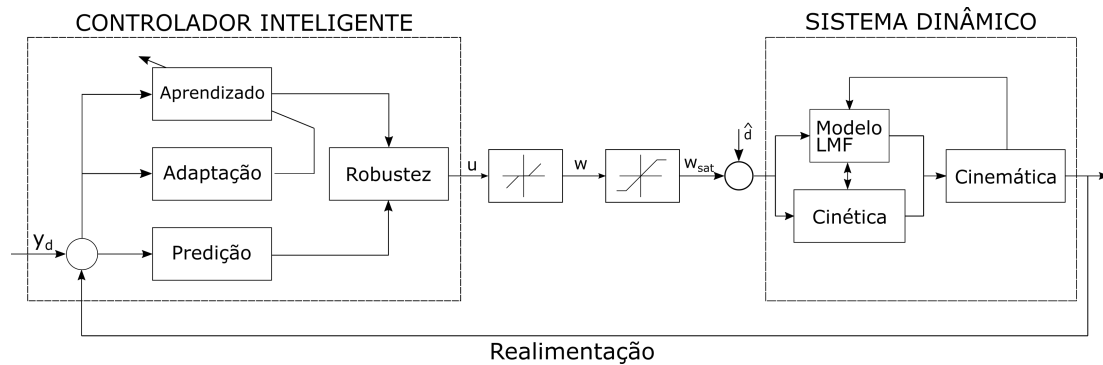 CONTROLADOR INTELIGENTE
SISTEMA DINÂMICO
Aprendizado
Adaptação
Robustez
Predição
y_d
u
w
w_sat
d̂
Modelo
LMF
Cinética
Cinemática
Realimentação